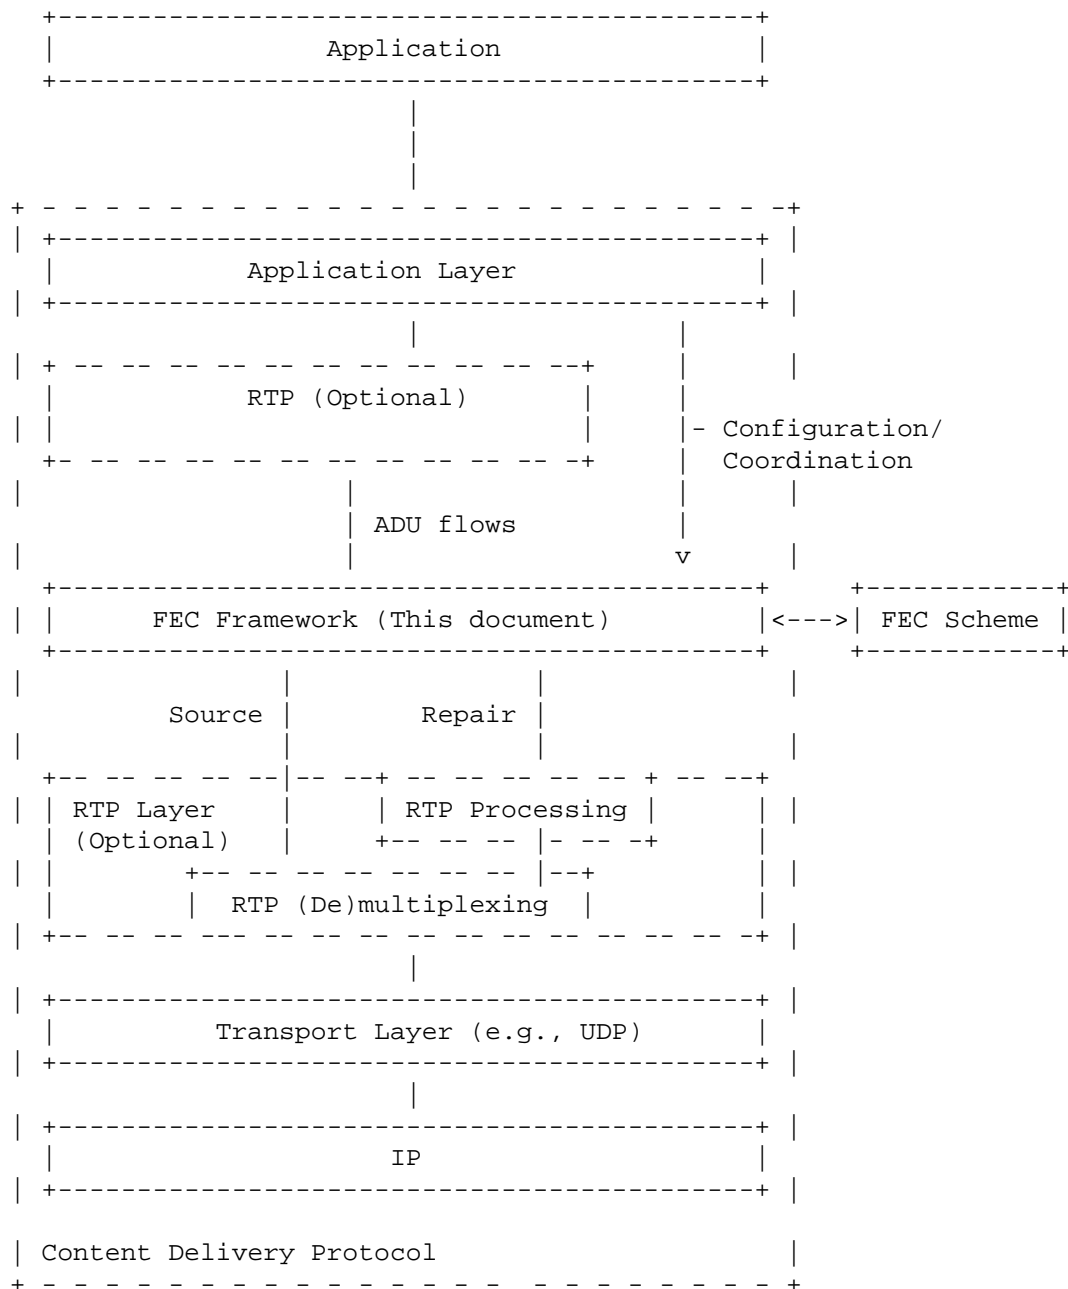 Application
Application Layer
RTP (Optional)
- Configuration/
Coordination
ADU flows
FEC Framework (This document)
FEC Scheme
Source
Repair
RTP Layer
(Optional)
RTP Processing
RTP (De)multiplexing
Transport Layer (e.g., UDP)
IP
Content Delivery Protocol